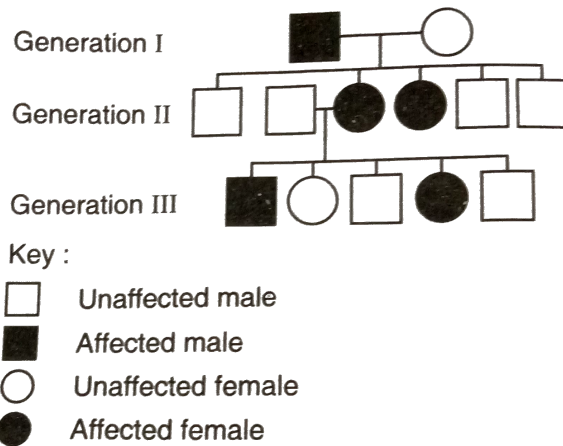 Generation I
Generation II
Generation III
Key :
Unaffected male
Affected male
Unaffected female
Affected female